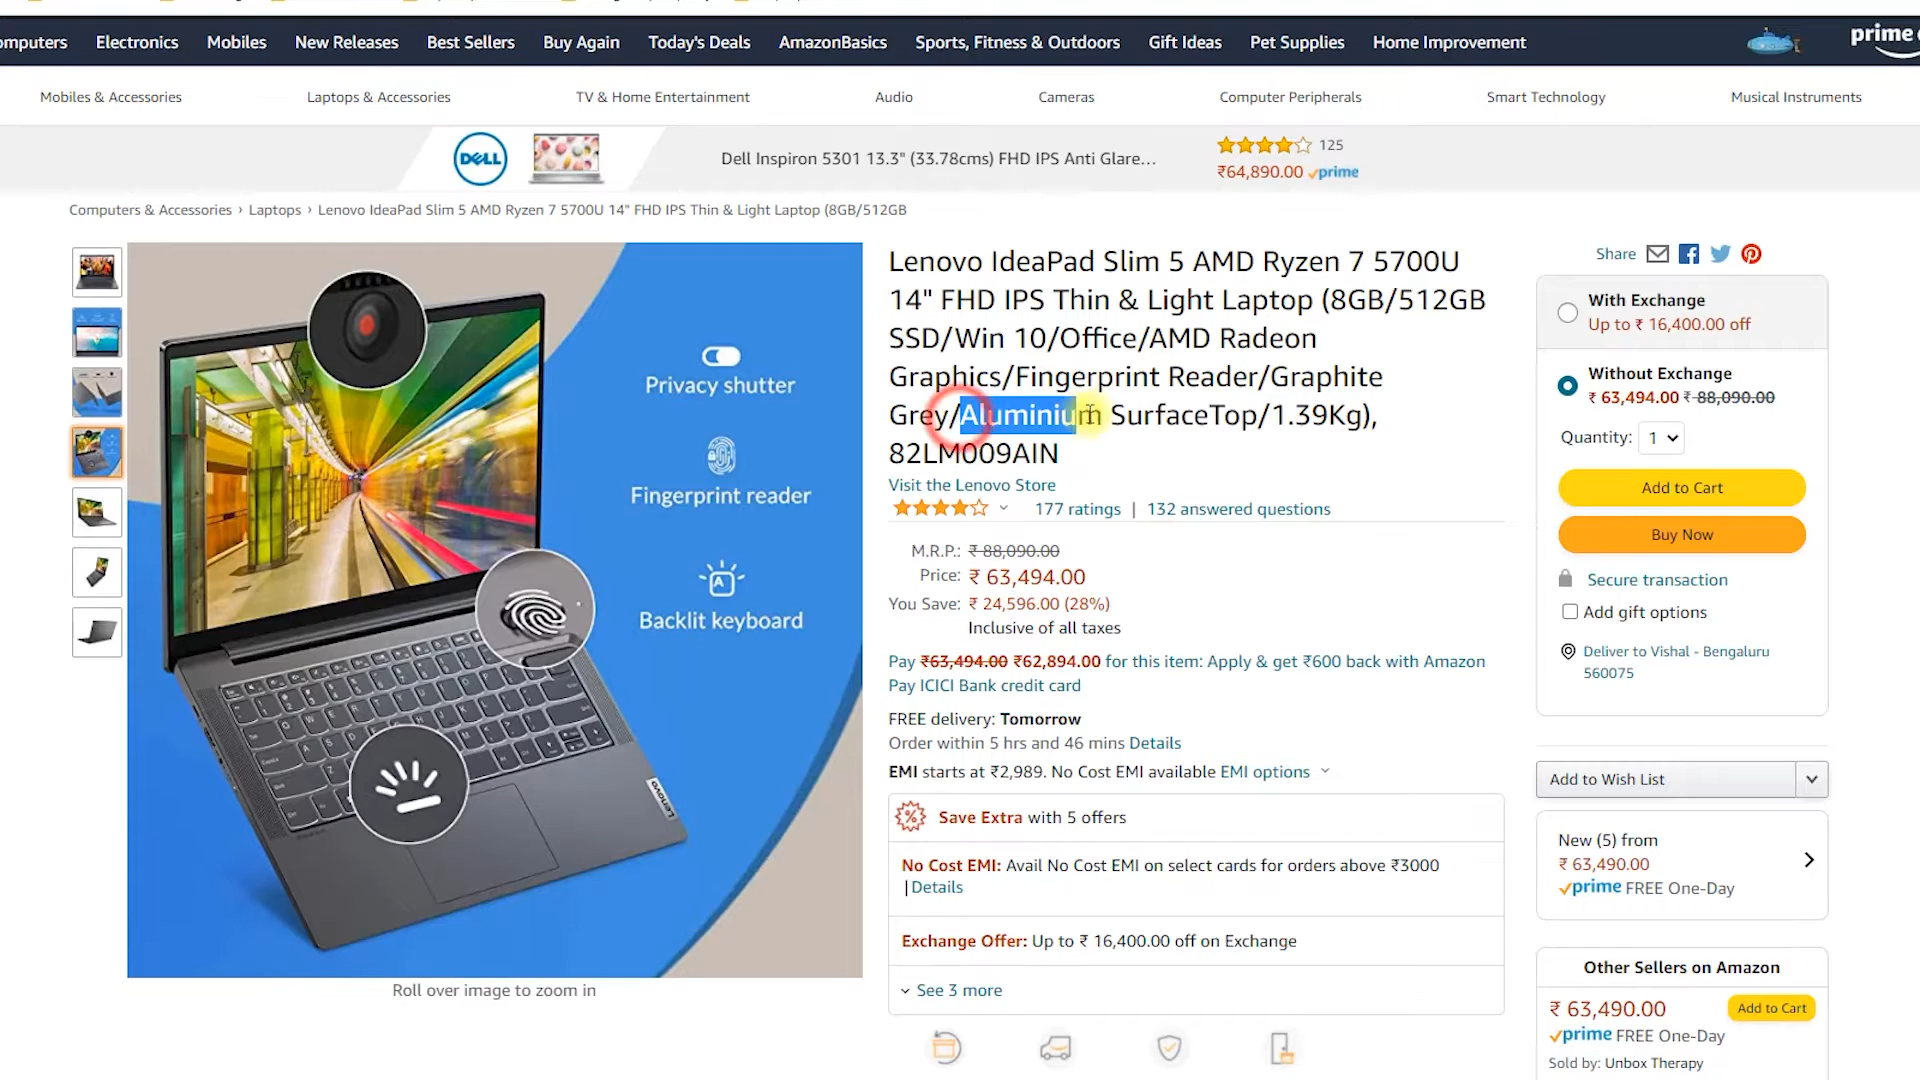 omputers Electronics Mobiles New Releases Best Sellers Buy Again Today's Deals AmazonBasics Sports, Fitness & Outdoors Gift Ideas Pet Supplies Home Improvement prime
Mobiles & Accessories Laptops & Accessories TV & Home Entertainment Audio Cameras Computer Peripherals Smart Technology Musical Instruments
DELL Dell Inspiron 5301 13.3" (33.78cms) FHD IPS Anti Glare... 125
₹64,890.00 prime
Computers & Accessories › Laptops › Lenovo IdeaPad Slim 5 AMD Ryzen 7 5700U 14" FHD IPS Thin & Light Laptop (8GB/512GB
Privacy shutter
Fingerprint reader
Backlit keyboard
Lenovo
Roll over image to zoom in
Lenovo IdeaPad Slim 5 AMD Ryzen 7 5700U
14" FHD IPS Thin & Light Laptop (8GB/512GB
SSD/Win 10/Office/AMD Radeon
Graphics/Fingerprint Reader/Graphite
Grey/Aluminium SurfaceTop/1.39Kg),
82LM009AIN
Visit the Lenovo Store
177 ratings | 132 answered questions
M.R.P.: ₹ 88,090.00
Price: ₹ 63,494.00
You Save: ₹ 24,596.00 (28%)
Inclusive of all taxes
Pay ₹63,494.00 ₹62,894.00 for this item: Apply & get ₹600 back with Amazon
Pay ICICI Bank credit card
FREE delivery: Tomorrow
Order within 5 hrs and 46 mins Details
EMI starts at ₹2,989. No Cost EMI available EMI options
Save Extra with 5 offers
No Cost EMI: Avail No Cost EMI on select cards for orders above ₹3000
| Details
Exchange Offer: Up to ₹ 16,400.00 off on Exchange
See 3 more
Share
With Exchange
Up to ₹ 16,400.00 off
Without Exchange
₹ 63,494.00 ₹ 88,090.00
Quantity: 1
Add to Cart
Buy Now
Secure transaction
Add gift options
Deliver to Vishal - Bengaluru
560075
Add to Wish List
New (5) from
₹ 63,490.00
prime FREE One-Day
Other Sellers on Amazon
₹ 63,490.00 Add to Cart
prime FREE One-Day
Sold by: Unbox Therapy